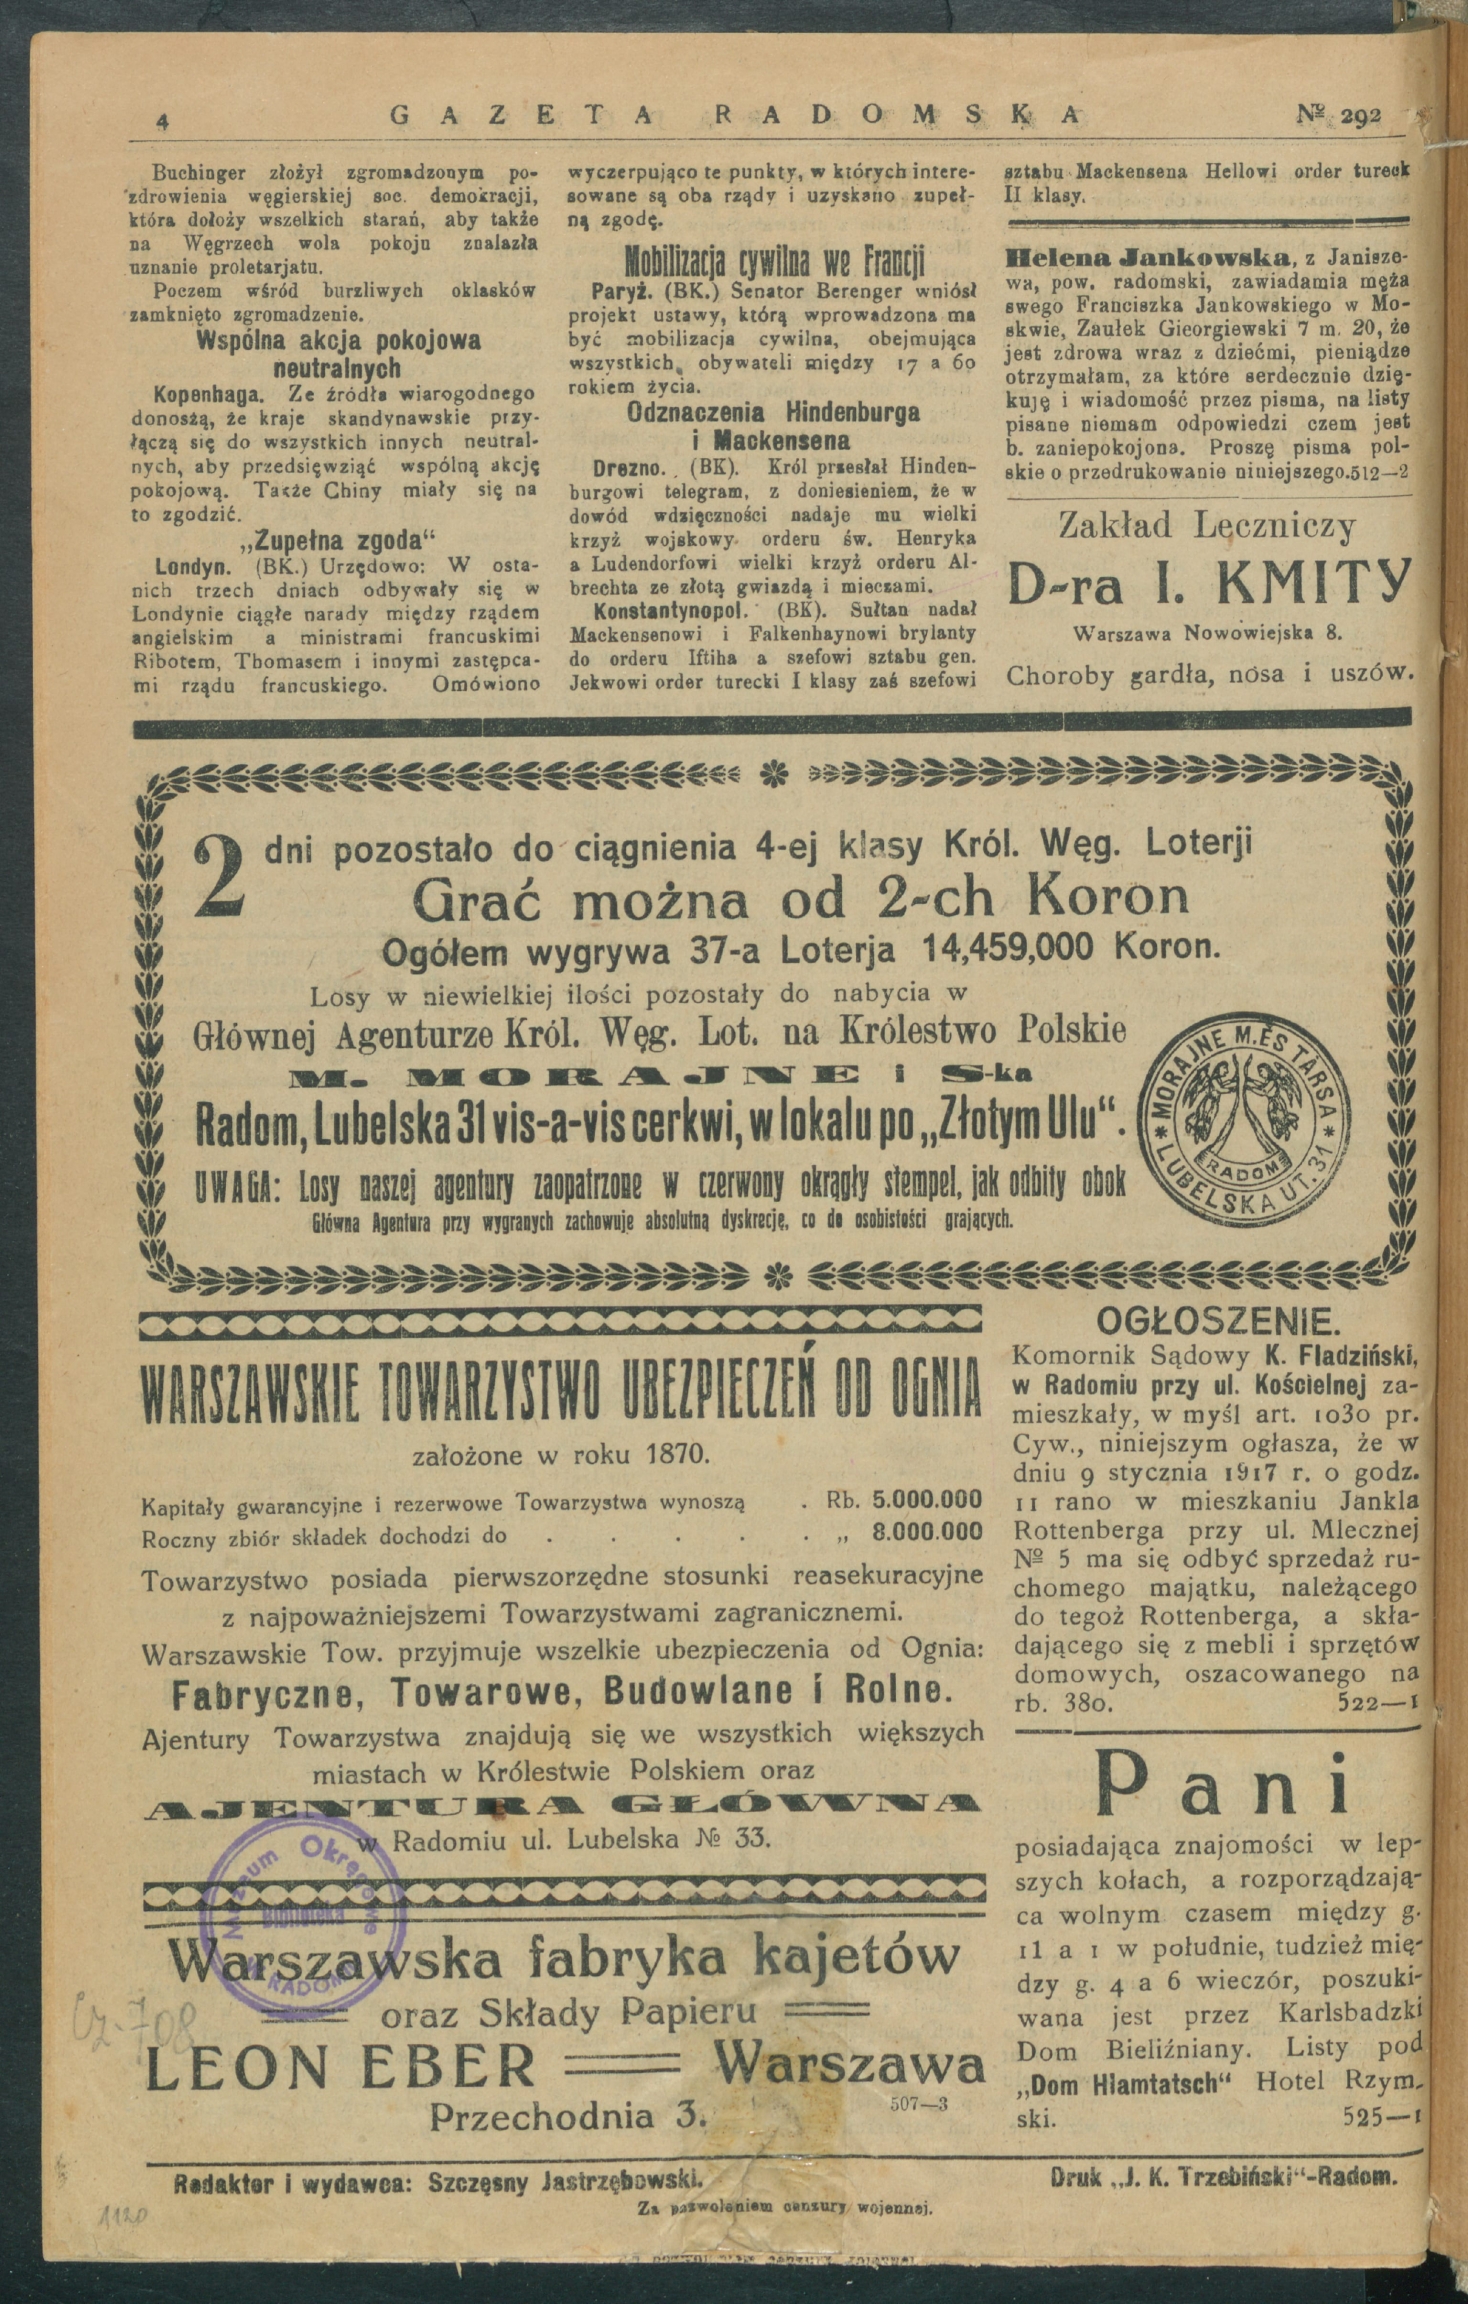 4
GAZETA RADOMSKA
№ 292
Buchinger złożył zgromadzonym po-
zdrowienia węgierskiej soc. demokracji,
która dołoży wszelkich starań, aby także
na Węgrzech wola pokoju znalazła
uznanie proletarjatu.
Poczem wśród burzliwych oklasków
zamknięto zgromadzenie.
Wspólna akcja pokojowa
neutralnych
Kopenhaga. Ze źródła wiarogodnego
donoszą, że kraje skandynawskie przy-
łączą się do wszystkich innych neutral-
nych, aby przedsięwziąć wspólną akcję
pokojową. Także Chiny miały się na
to zgodzić.
„Zupełna zgoda“
Londyn. (BK.) Urzędowo: W osta-
nich trzech dniach odbywały się w
Londynie ciągłe narady między rządem
angielskim a ministrami francuskimi
Ribotem, Thomasem i innymi zastępca-
mi rządu francuskiego. Omówiono
wyczerpująco te punkty, w których intere-
sowane są oba rządy i uzyskano zupeł-
ną zgodę.
Mobilizacja cywilna we Francji
Paryż. (BK.) Senator Berenger wniósł
projekt ustawy, którą wprowadzona ma
być mobilizacja cywilna, obejmująca
wszystkich obywateli między 17 a 60
rokiem życia.
Odznaczenia Hindenburga
i Mackensena
Drezno. (BK). Król przesłał Hinden-
burgowi telegram, z doniesieniem, że w
dowód wdzięczności nadaje mu wielki
krzyż wojskowy orderu św. Henryka
a Ludendorfowi wielki krzyż orderu Al-
brechta ze złotą gwiazdą i mieczami.
Konstantynopol. (BK). Sułtan nadał
Mackensenowi i Falkenhaynowi brylanty
do orderu Iftiha a szefowi sztabu gen.
Jekwowi order turecki I klasy zaś szefowi
sztabu Mackensena Hellowi order tureck
II klasy.
Helena Jankowska, z Janisze-
wa, pow. radomski, zawiadamia męża
swego Franciszka Jankowskiego w Mo-
skwie, Zaułek Gieorgiewski 7 m. 20, że
jest zdrowa wraz z dziećmi, pieniądze
otrzymałam, za które serdecznie dzię-
kuję i wiadomość przez pisma, na listy
pisane niemam odpowiedzi czem jest
b. zaniepokojona. Proszę pisma pol-
skie o przedrukowanie niniejszego. 512—2
Zakład Leczniczy
D-ra I. KMITY
Warszawa Nowowiejska 8.
Choroby gardła, nosa i uszów.
2 dni pozostało do ciągnienia 4-ej klasy Król. Węg. Loterji
Grać można od 2-ch Koron
Ogółem wygrywa 37-a Loterja 14,459,000 Koron.
Losy w niewielkiej ilości pozostały do nabycia w
Głównej Agenturze Król. Węg. Lot. na Królestwo Polskie
M. MORAJNE i S-ka
Radom, Lubelska 31 vis-a-vis cerkwi, w lokalu po „Złotym Ulu“.
UWAGA: Losy naszej agentury zaopatrzone w czerwony okrągły stempel, jak odbity obok
Główna Agentura przy wygranych zachowuje absolutną dyskrecję, co do osobistości grających.
* MORAJNE M. ÉS TÁRSA *
RADOM
LUBELSKA UT. 31
WARSZAWSKIE TOWARZYSTWO UBEZPIECZEŃ OD OGNIA
założone w roku 1870.
Kapitały gwarancyjne i rezerwowe Towarzystwa wynoszą . Rb. 5.000.000
Roczny zbiór składek dochodzi do . . . . . „ 8.000.000
Towarzystwo posiada pierwszorzędne stosunki reasekuracyjne
z najpoważniejszemi Towarzystwami zagranicznemi.
Warszawskie Tow. przyjmuje wszelkie ubezpieczenia od Ognia:
Fabryczne, Towarowe, Budowlane i Rolne.
Ajentury Towarzystwa znajdują się we wszystkich większych
miastach w Królestwie Polskiem oraz
AJENTURA GŁÓWNA
w Radomiu ul. Lubelska № 33.
Muzeum Okręgowe
Biblioteka
RADOM
Warszawska fabryka kajetów
oraz Składy Papieru
LEON EBER Warszawa
Przechodnia 3.
507—3
Cz. 708
OGŁOSZENIE.
Komornik Sądowy K. Fladziński,
w Radomiu przy ul. Kościelnej za-
mieszkały, w myśl art. 1030 pr.
Cyw., niniejszym ogłasza, że w
dniu 9 stycznia 1917 r. o godz.
11 rano w mieszkaniu Jankla
Rottenberga przy ul. Mlecznej
№ 5 ma się odbyć sprzedaż ru-
chomego majątku, należącego
do tegoż Rottenberga, a skła-
dającego się z mebli i sprzętów
domowych, oszacowanego na
rb. 380. 522—1
Pani
posiadająca znajomości w lep-
szych kołach, a rozporządzają-
ca wolnym czasem między g.
11 a 1 w południe, tudzież mię-
dzy g. 4 a 6 wieczór, poszuki-
wana jest przez Karlsbadzki
Dom Bieliźniany. Listy pod
„Dom Hlamtatsch“ Hotel Rzym-
ski. 525—1
Redaktor i wydawca: Szczęsny Jastrzębowski.
Druk „J. K. Trzebiński“-Radom.
Za pozwoleniem cenzury wojennej.
1120